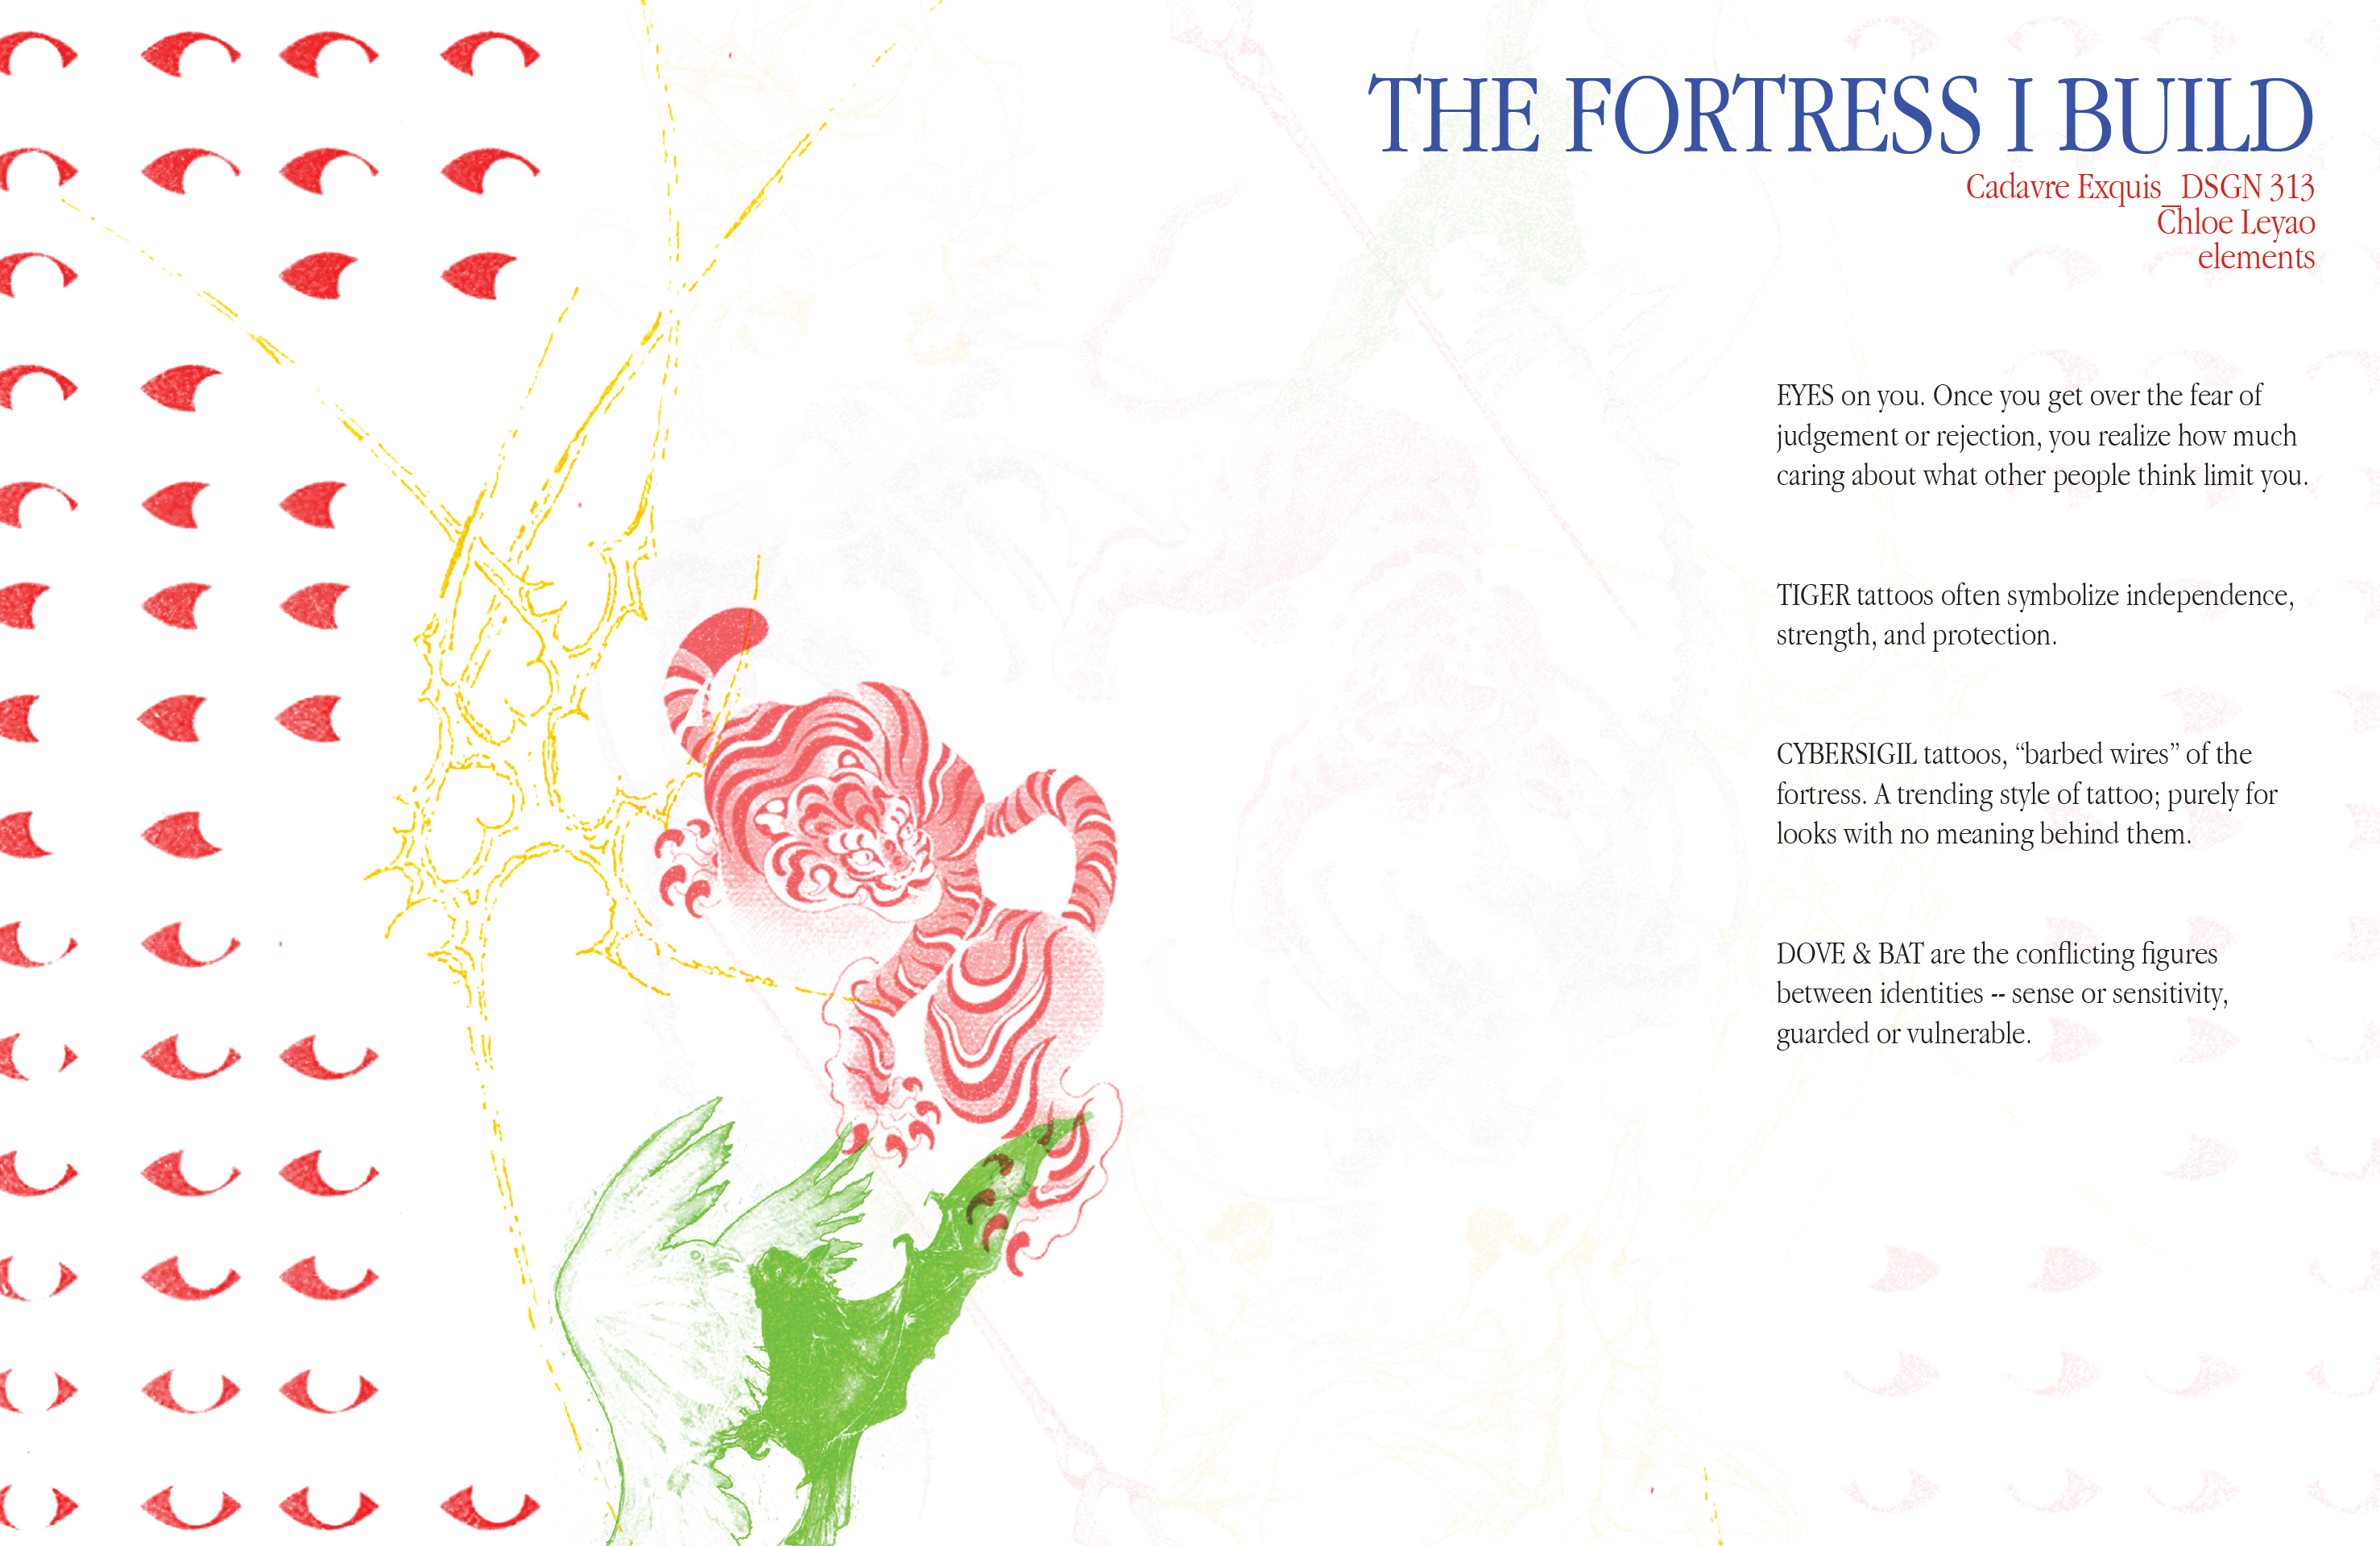 THE FORTRESS I BUILD
Cadavre Exquis_DSGN 313
Chloe Leyao
elements
EYES on you. Once you get over the fear of
judgement or rejection, you realize how much
caring about what other people think limit you.
TIGER tattoos often symbolize independence,
strength, and protection.
CYBERSIGIL tattoos, “barbed wires” of the
fortress. A trending style of tattoo; purely for
looks with no meaning behind them.
DOVE & BAT are the conflicting figures
between identities -- sense or sensitivity,
guarded or vulnerable.